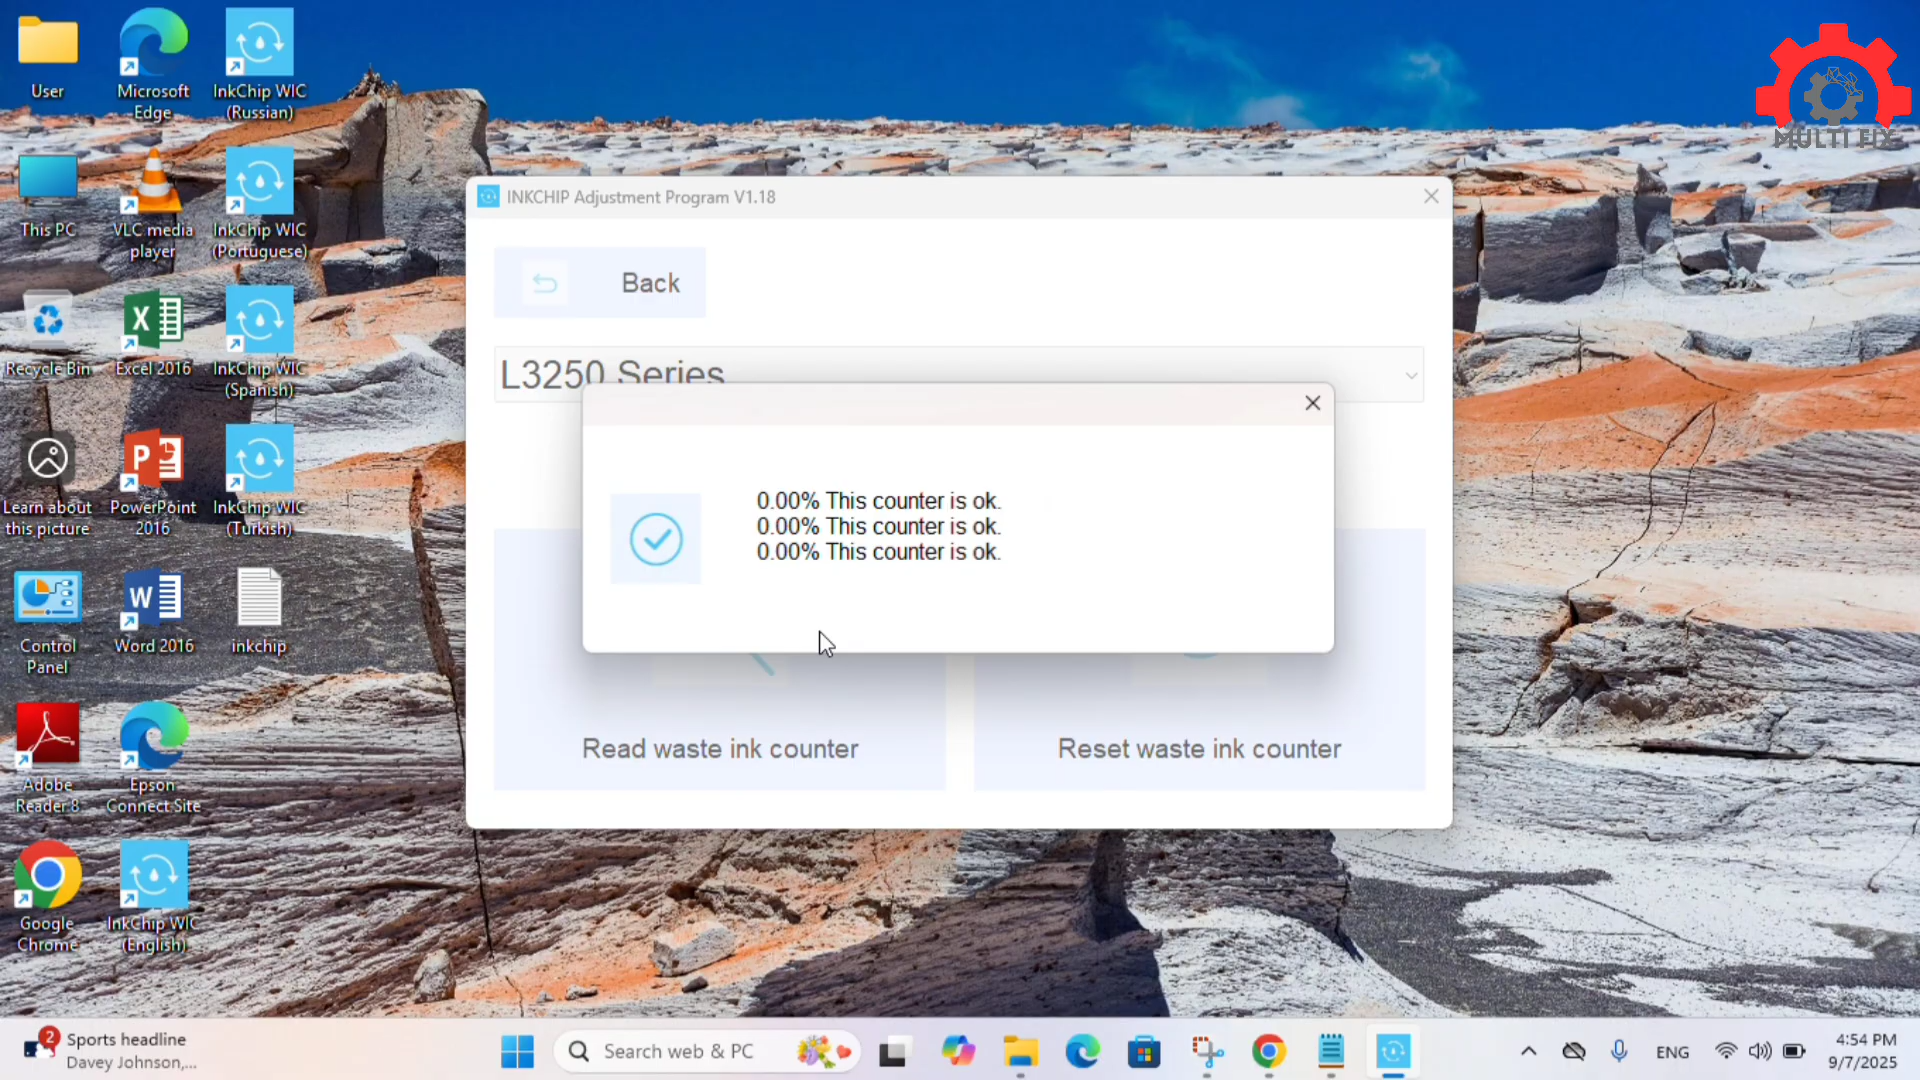 User
Microsoft
Edge
InkChip WIC
(Russian)
MULTI FIX
This PC
VLC media
player
InkChip WIC
(Portuguese)
Recycle Bin
Excel 2016
InkChip WIC
(Spanish)
Learn about
this picture
PowerPoint
2016
InkChip WIC
(Turkish)
Control
Panel
Word 2016
inkchip
Adobe
Reader 8
Epson
Connect Site
Google
Chrome
InkChip WIC
(English)
INKCHIP Adjustment Program V1.18
Back
L3250 Series
0.00% This counter is ok.
0.00% This counter is ok.
0.00% This counter is ok.
Read waste ink counter
Reset waste ink counter
2
Sports headline
Davey Johnson,...
Search web & PC
ENG
4:54 PM
9/7/2025